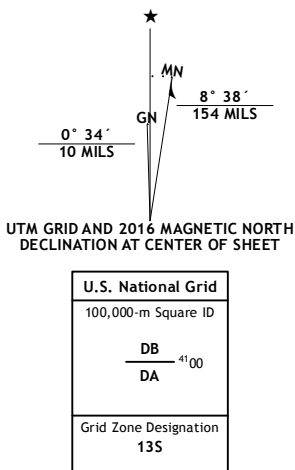 ★
MN
GN
8° 38´
154 MILS
0° 34´
10 MILS
UTM GRID AND 2016 MAGNETIC NORTH
DECLINATION AT CENTER OF SHEET
U.S. National Grid
100,000-m Square ID
DB
4100
DA
Grid Zone Designation
13S